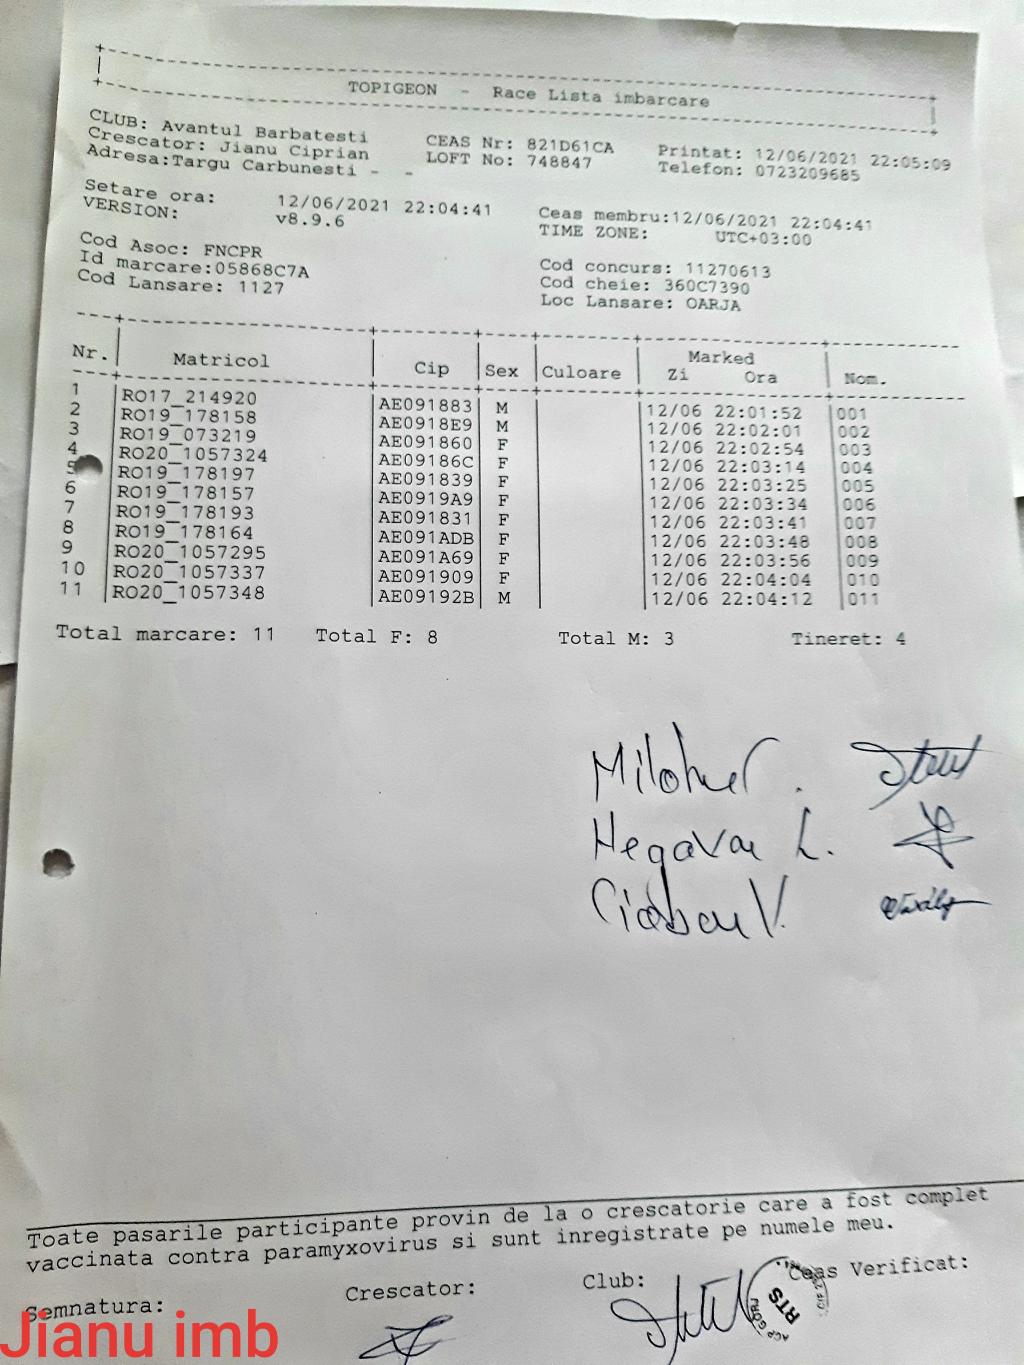 TOPIGEON - Race Lista imbarcare
CLUB: Avantul Barbatesti CEAS Nr: 821D61CA Printat: 12/06/2021 22:05:09
Crescator: Jianu Ciprian LOFT No: 748847 Telefon: 0723209685
Adresa:Targu Carbunesti - -
Setare ora: 12/06/2021 22:04:41 Ceas membru:12/06/2021 22:04:41
VERSION: v8.9.6 TIME ZONE: UTC+03:00
Cod Asoc: FNCPR Cod concurs: 11270613
Id marcare:05868C7A Cod cheie: 360C7390
Cod Lansare: 1127 Loc Lansare: OARJA
Nr. Matricol Cip Sex Culoare Marked Zi Ora Nom.
1 RO17_214920 AE091883 M 12/06 22:01:52 001
2 RO19_178158 AE0918E9 M 12/06 22:02:01 002
3 RO19_073219 AE091860 F 12/06 22:02:54 003
4 RO20_1057324 AE09186C F 12/06 22:03:14 004
5 RO19_178197 AE091839 F 12/06 22:03:25 005
6 RO19_178157 AE0919A9 F 12/06 22:03:34 006
7 RO19_178193 AE091831 F 12/06 22:03:41 007
8 RO19_178164 AE091ADB F 12/06 22:03:48 008
9 RO20_1057295 AE091A69 F 12/06 22:03:56 009
10 RO20_1057337 AE091909 F 12/06 22:04:04 010
11 RO20_1057348 AE09192B M 12/06 22:04:12 011
Total marcare: 11 Total F: 8 Total M: 3 Tineret: 4
L.
V.
Toate pasarile participante provin de la o crescatorie care a fost complet
vaccinata contra paramyxovirus si sunt inregistrate pe numele meu.
Semnatura: Crescator: Club: Ceas Verificat:
RTS
Jianu imb